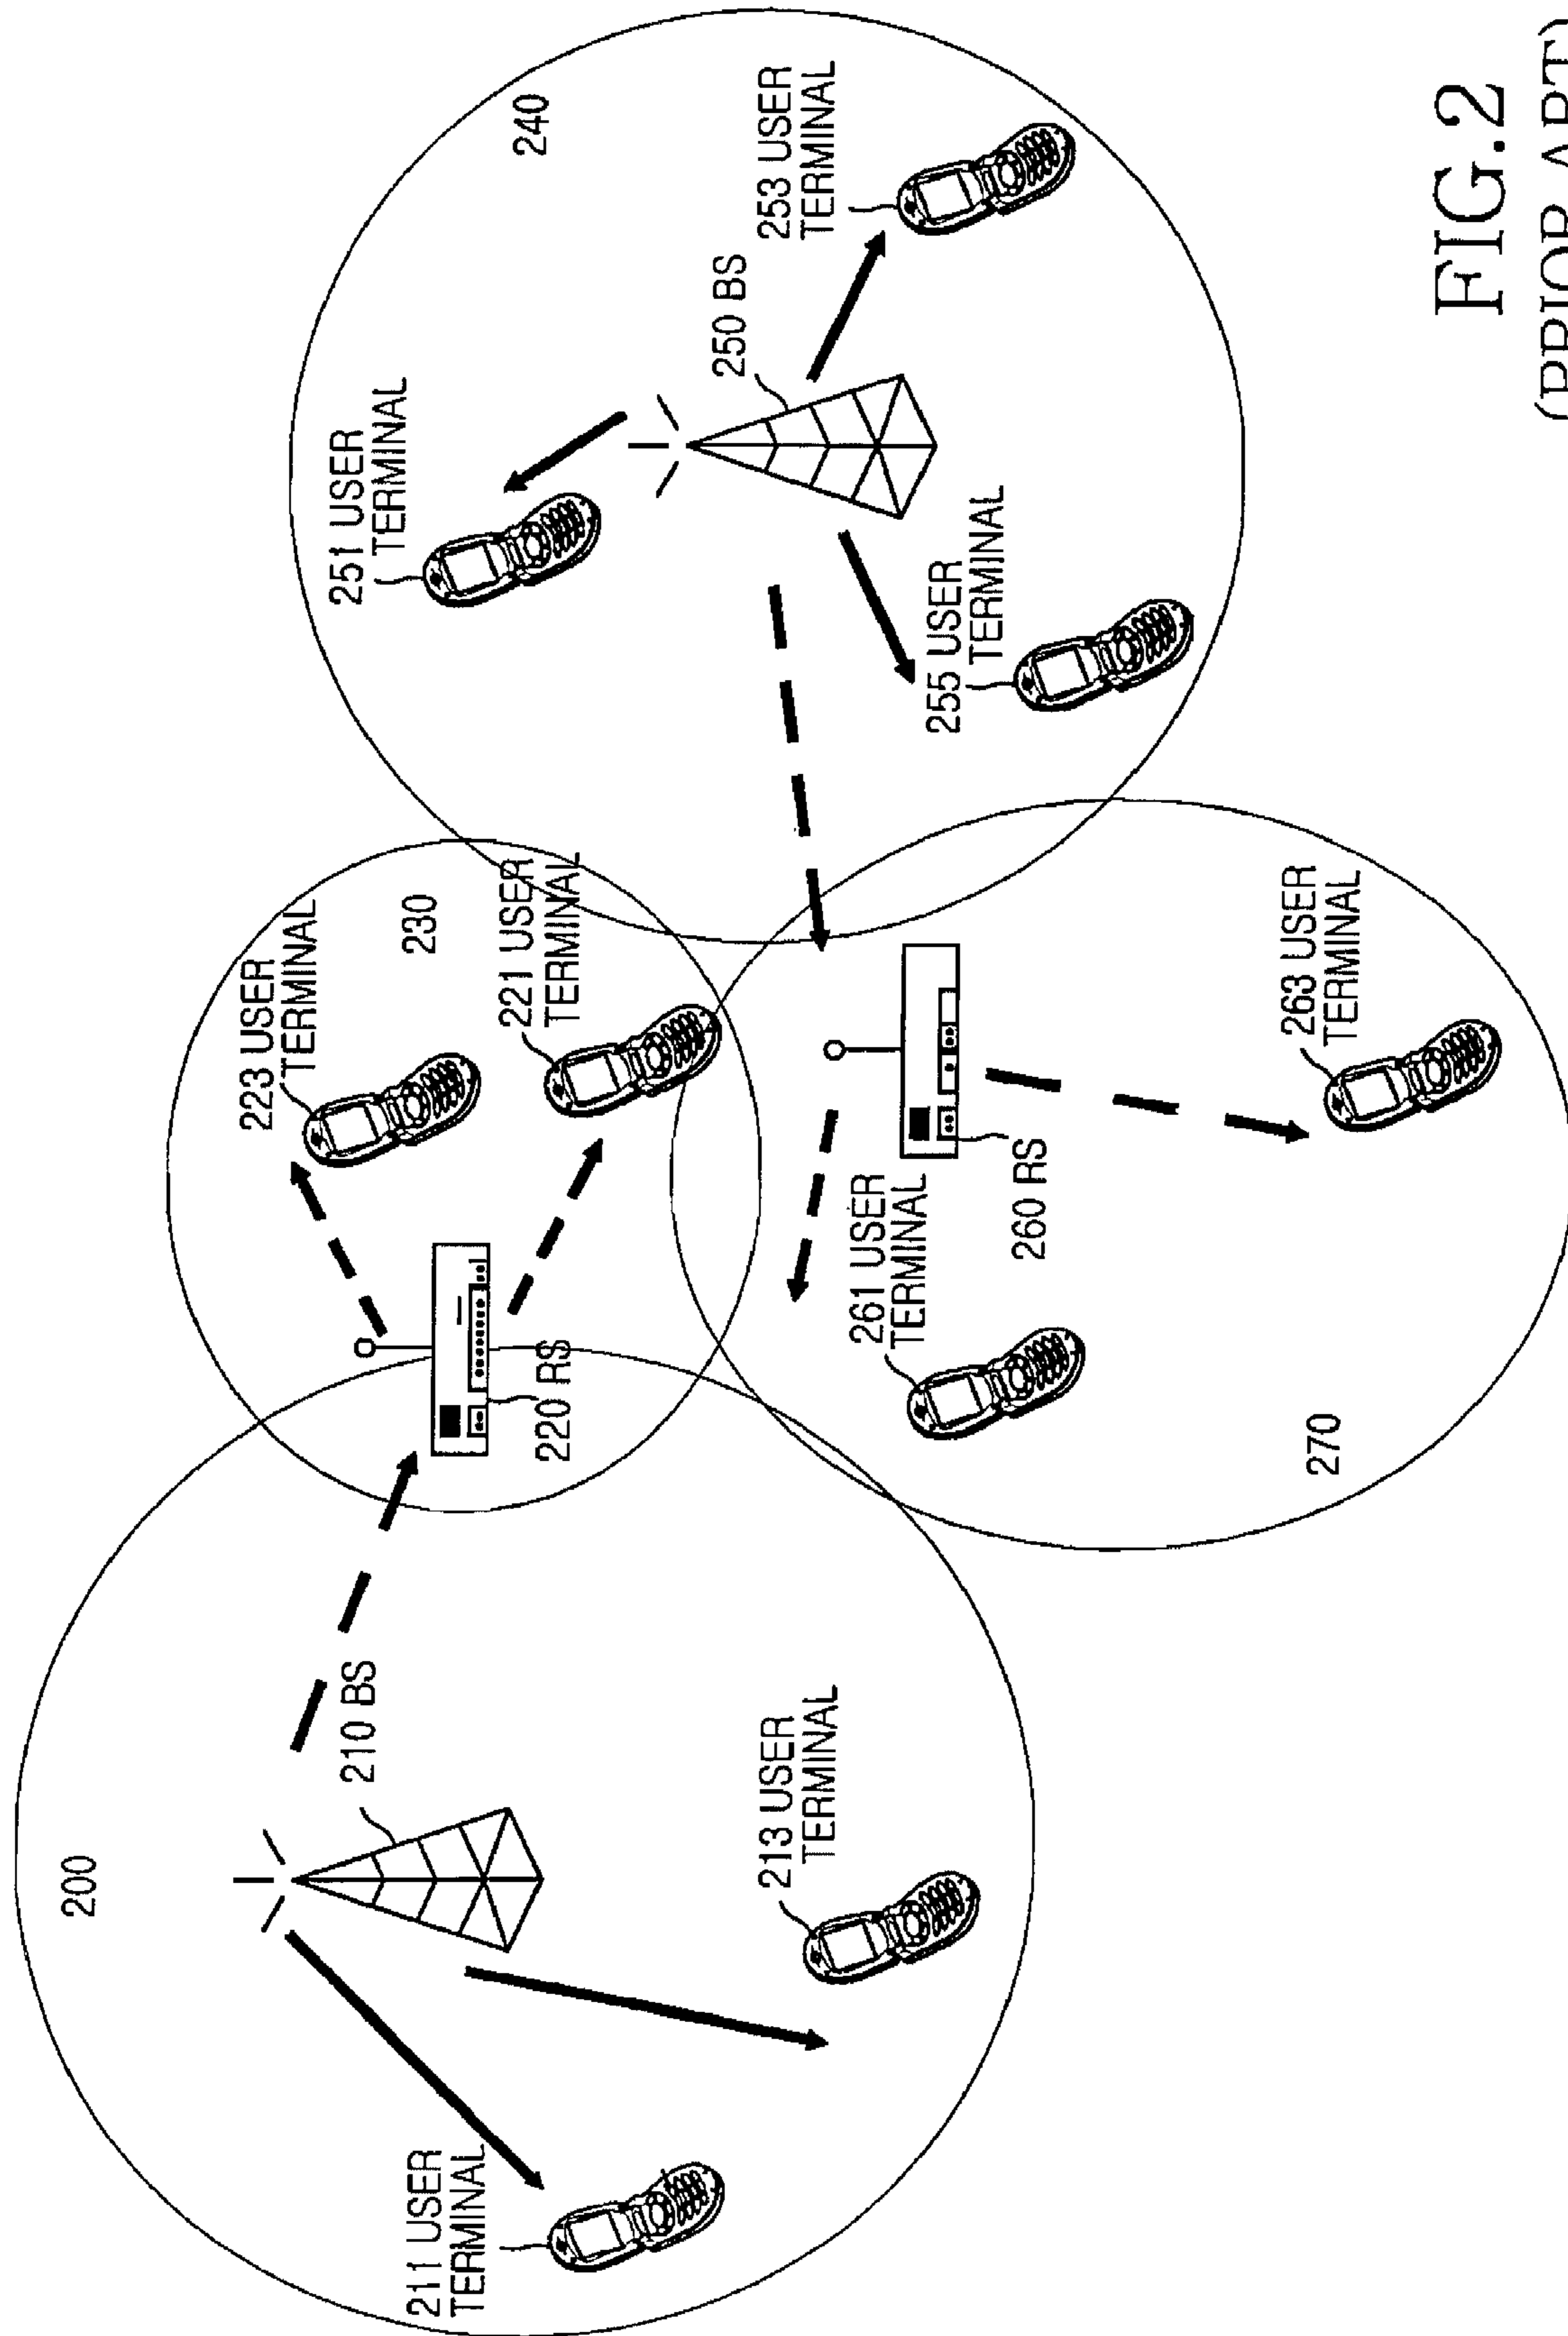 200
210 BS
211 USER
TERMINAL
213 USER
TERMINAL
220 RS
223 USER
TERMINAL
230
221 USER
TERMINAL
240
250 BS
251 USER
TERMINAL
253 USER
TERMINAL
255 USER
TERMINAL
260 RS
261 USER
TERMINAL
263 USER
TERMINAL
270
FIG.2
(PRIOR ART)